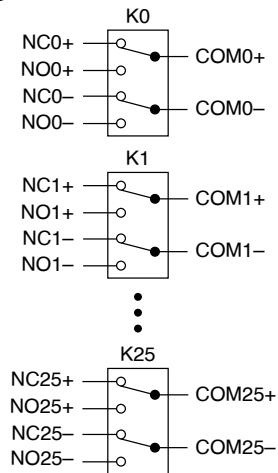 K0
NC0+
NO0+
COM0+
NC0–
NO0–
COM0–
K1
NC1+
NO1+
COM1+
NC1–
NO1–
COM1–
K25
NC25+
NO25+
COM25+
NC25–
NO25–
COM25–